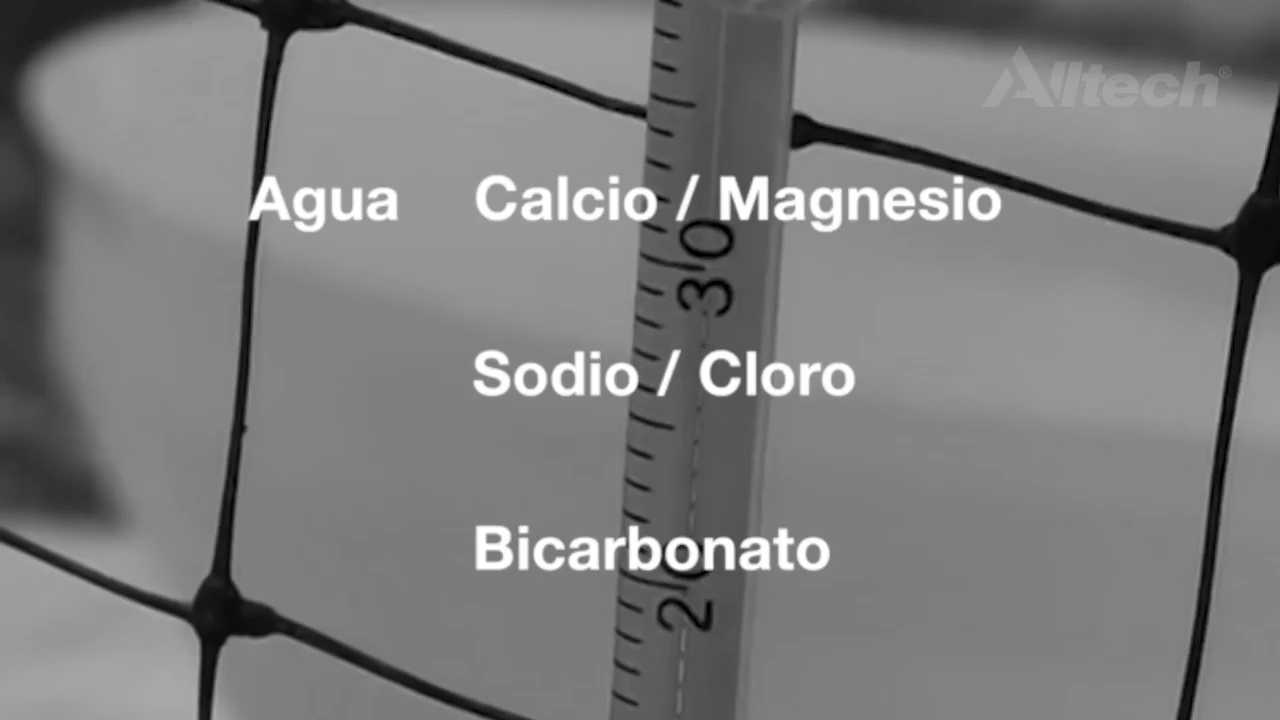 Alltech®
Agua Calcio / Magnesio
30
Sodio / Cloro
Bicarbonato
20